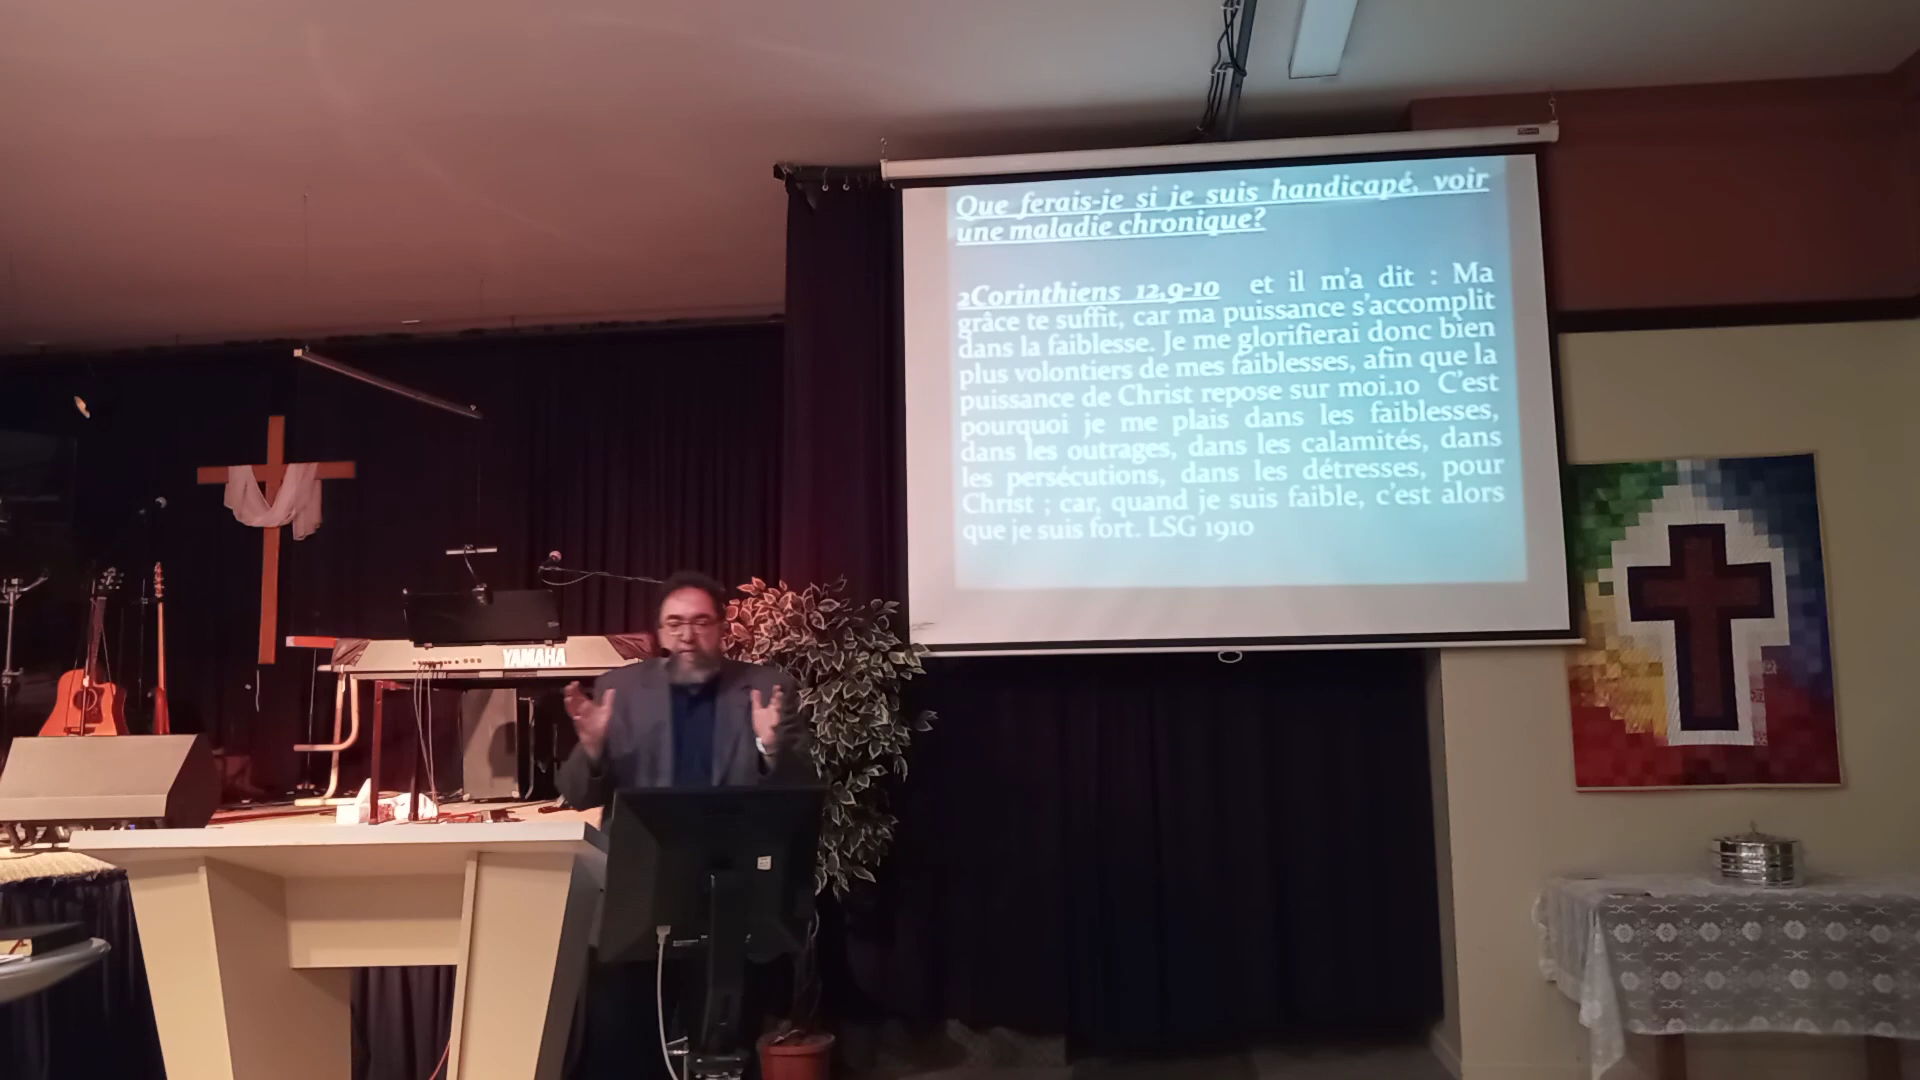 Que ferais-je si je suis handicapé, voir
une maladie chronique?
2Corinthiens 12,9-10 et il m'a dit : Ma
grâce te suffit, car ma puissance s'accomplit
dans la faiblesse. Je me glorifierai donc bien
plus volontiers de mes faiblesses, afin que la
puissance de Christ repose sur moi.10 C'est
pourquoi je me plais dans les faiblesses,
dans les outrages, dans les calamités, dans
les persécutions, dans les détresses, pour
Christ ; car, quand je suis faible, c'est alors
que je suis fort. LSG 1910
YAMAHA